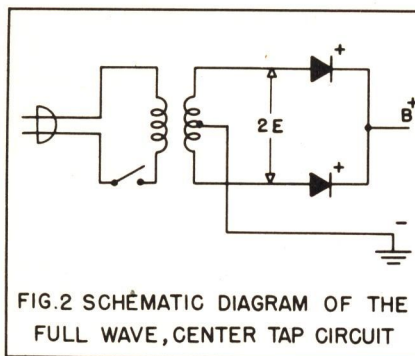 +
2E
+
B
+
-
FIG.2 SCHEMATIC DIAGRAM OF THE
FULL WAVE, CENTER TAP CIRCUIT